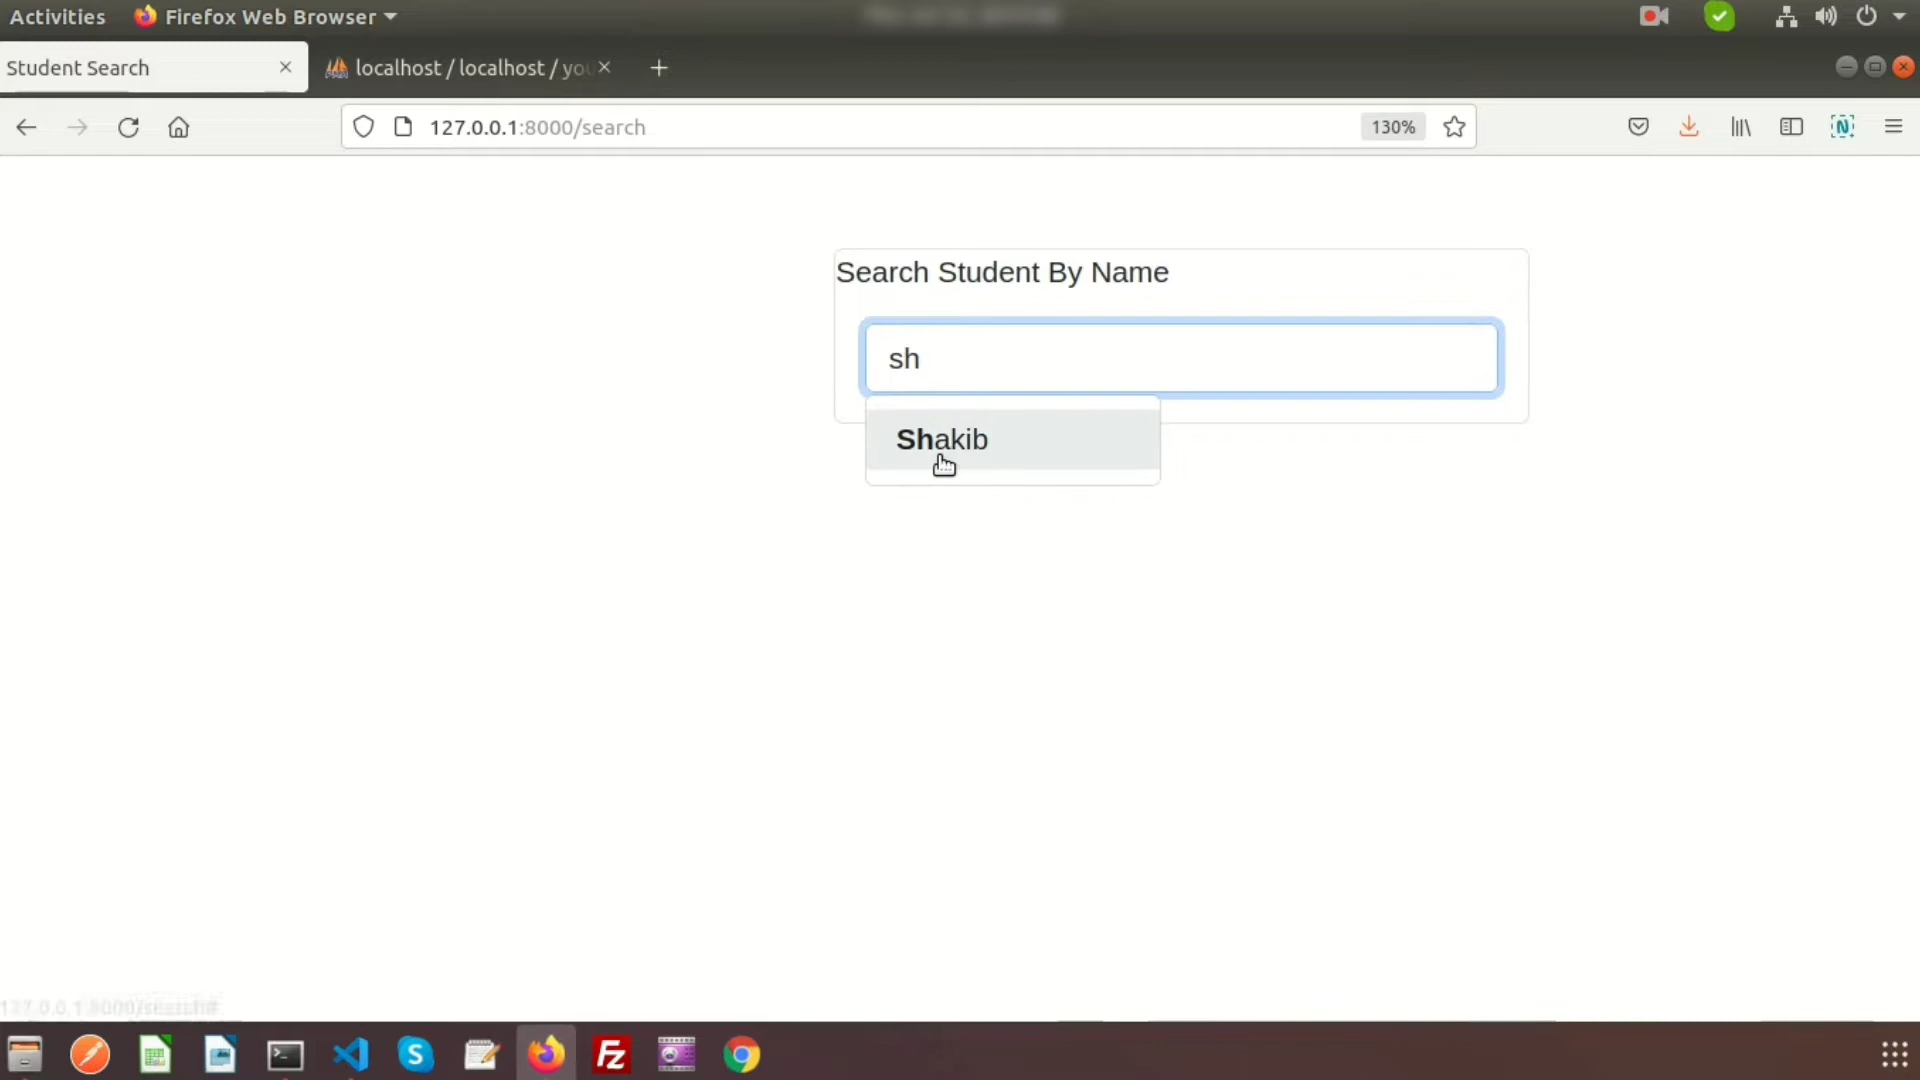 Activities
Firefox Web Browser
Student Search
localhost / localhost / you
127.0.0.1:8000/search
130%
Search Student By Name
sh
Shakib